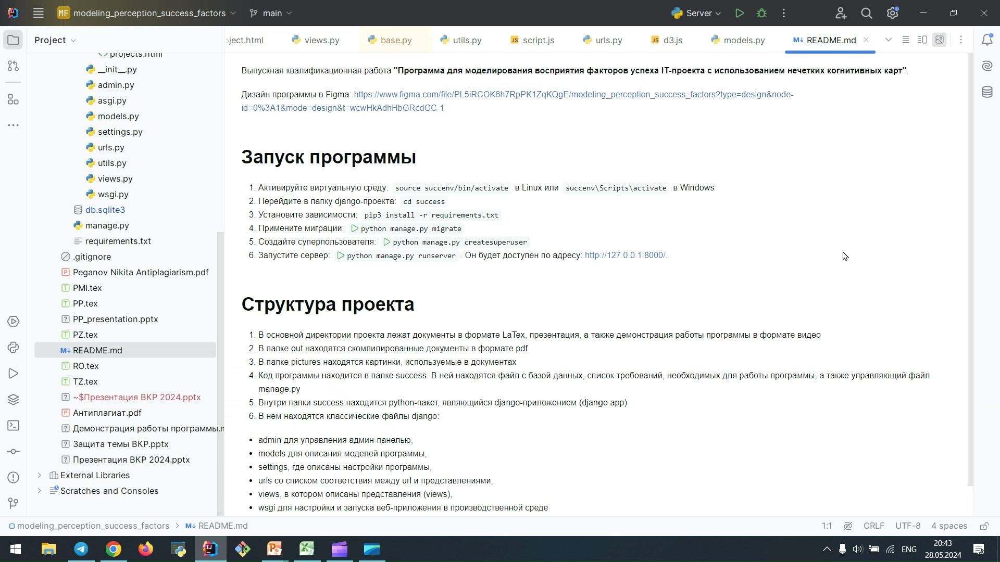 MF modeling_perception_success_factors main Server
Project
ject.html views.py base.py utils.py script.js urls.py d3.js models.py README.md
projects.html
__init__.py
admin.py
asgi.py
models.py
settings.py
urls.py
utils.py
views.py
wsgi.py
db.sqlite3
manage.py
requirements.txt
.gitignore
Peganov Nikita Antiplagiarism.pdf
PMI.tex
PP.tex
PP_presentation.pptx
PZ.tex
README.md
RO.tex
TZ.tex
~$Презентация ВКР 2024.pptx
Антиплагиат.pdf
Демонстрация работы программы.
Защита темы ВКР.pptx
Презентация ВКР 2024.pptx
External Libraries
Scratches and Consoles
Выпускная квалификационная работа "Программа для моделирования восприятия факторов успеха IT-проекта с использованием нечетких когнитивных карт".
Дизайн программы в Figma: https://www.figma.com/file/PL5iRCOK6h7RpPK1ZqKQgE/modeling_perception_success_factors?type=design&node-
id=0%3A1&mode=design&t=wcwHkAdhHbGRcdGC-1
Запуск программы
1. Активируйте виртуальную среду: source succenv/bin/activate в Linux или succenv\Scripts\activate в Windows
2. Перейдите в папку django-проекта: cd success
3. Установите зависимости: pip3 install -r requirements.txt
4. Примените миграции: python manage.py migrate
5. Создайте суперпользователя: python manage.py createsuperuser
6. Запустите сервер: python manage.py runserver . Он будет доступен по адресу: http://127.0.0.1:8000/.
Структура проекта
1. В основной директории проекта лежат документы в формате LaTex, презентация, а также демонстрация работы программы в формате видео
2. В папке out находятся скомпилированные документы в формате pdf
3. В папке pictures находятся картинки, используемые в документах
4. Код программы находится в папке success. В ней находятся файл с базой данных, список требований, необходимых для работы программы, а также управляющий файл
manage.py
5. Внутри папки success находится python-пакет, являющийся django-приложением (django app)
6. В нем находятся классические файлы django:
• admin для управления админ-панелью,
• models для описания моделей программы,
• settings, где описаны настройки программы,
• urls со списком соответствия между url и представлениями,
• views, в котором описаны представления (views),
• wsgi для настройки и запуска веб-приложения в производственной среде
modeling_perception_success_factors > README.md 1:1 CRLF UTF-8 4 spaces
ENG 20:43
28.05.2024